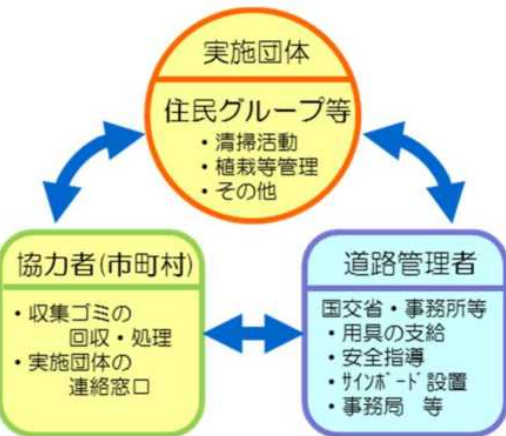 実施団体
住民グループ等
・清掃活動
・植栽等管理
・その他
協力者(市町村)
・収集ゴミの
回収・処理
・実施団体の
連絡窓口
道路管理者
国交省・事務所等
・用具の支給
・安全指導
・ｻｲﾝﾎﾞｰﾄﾞ設置
・事務局 等